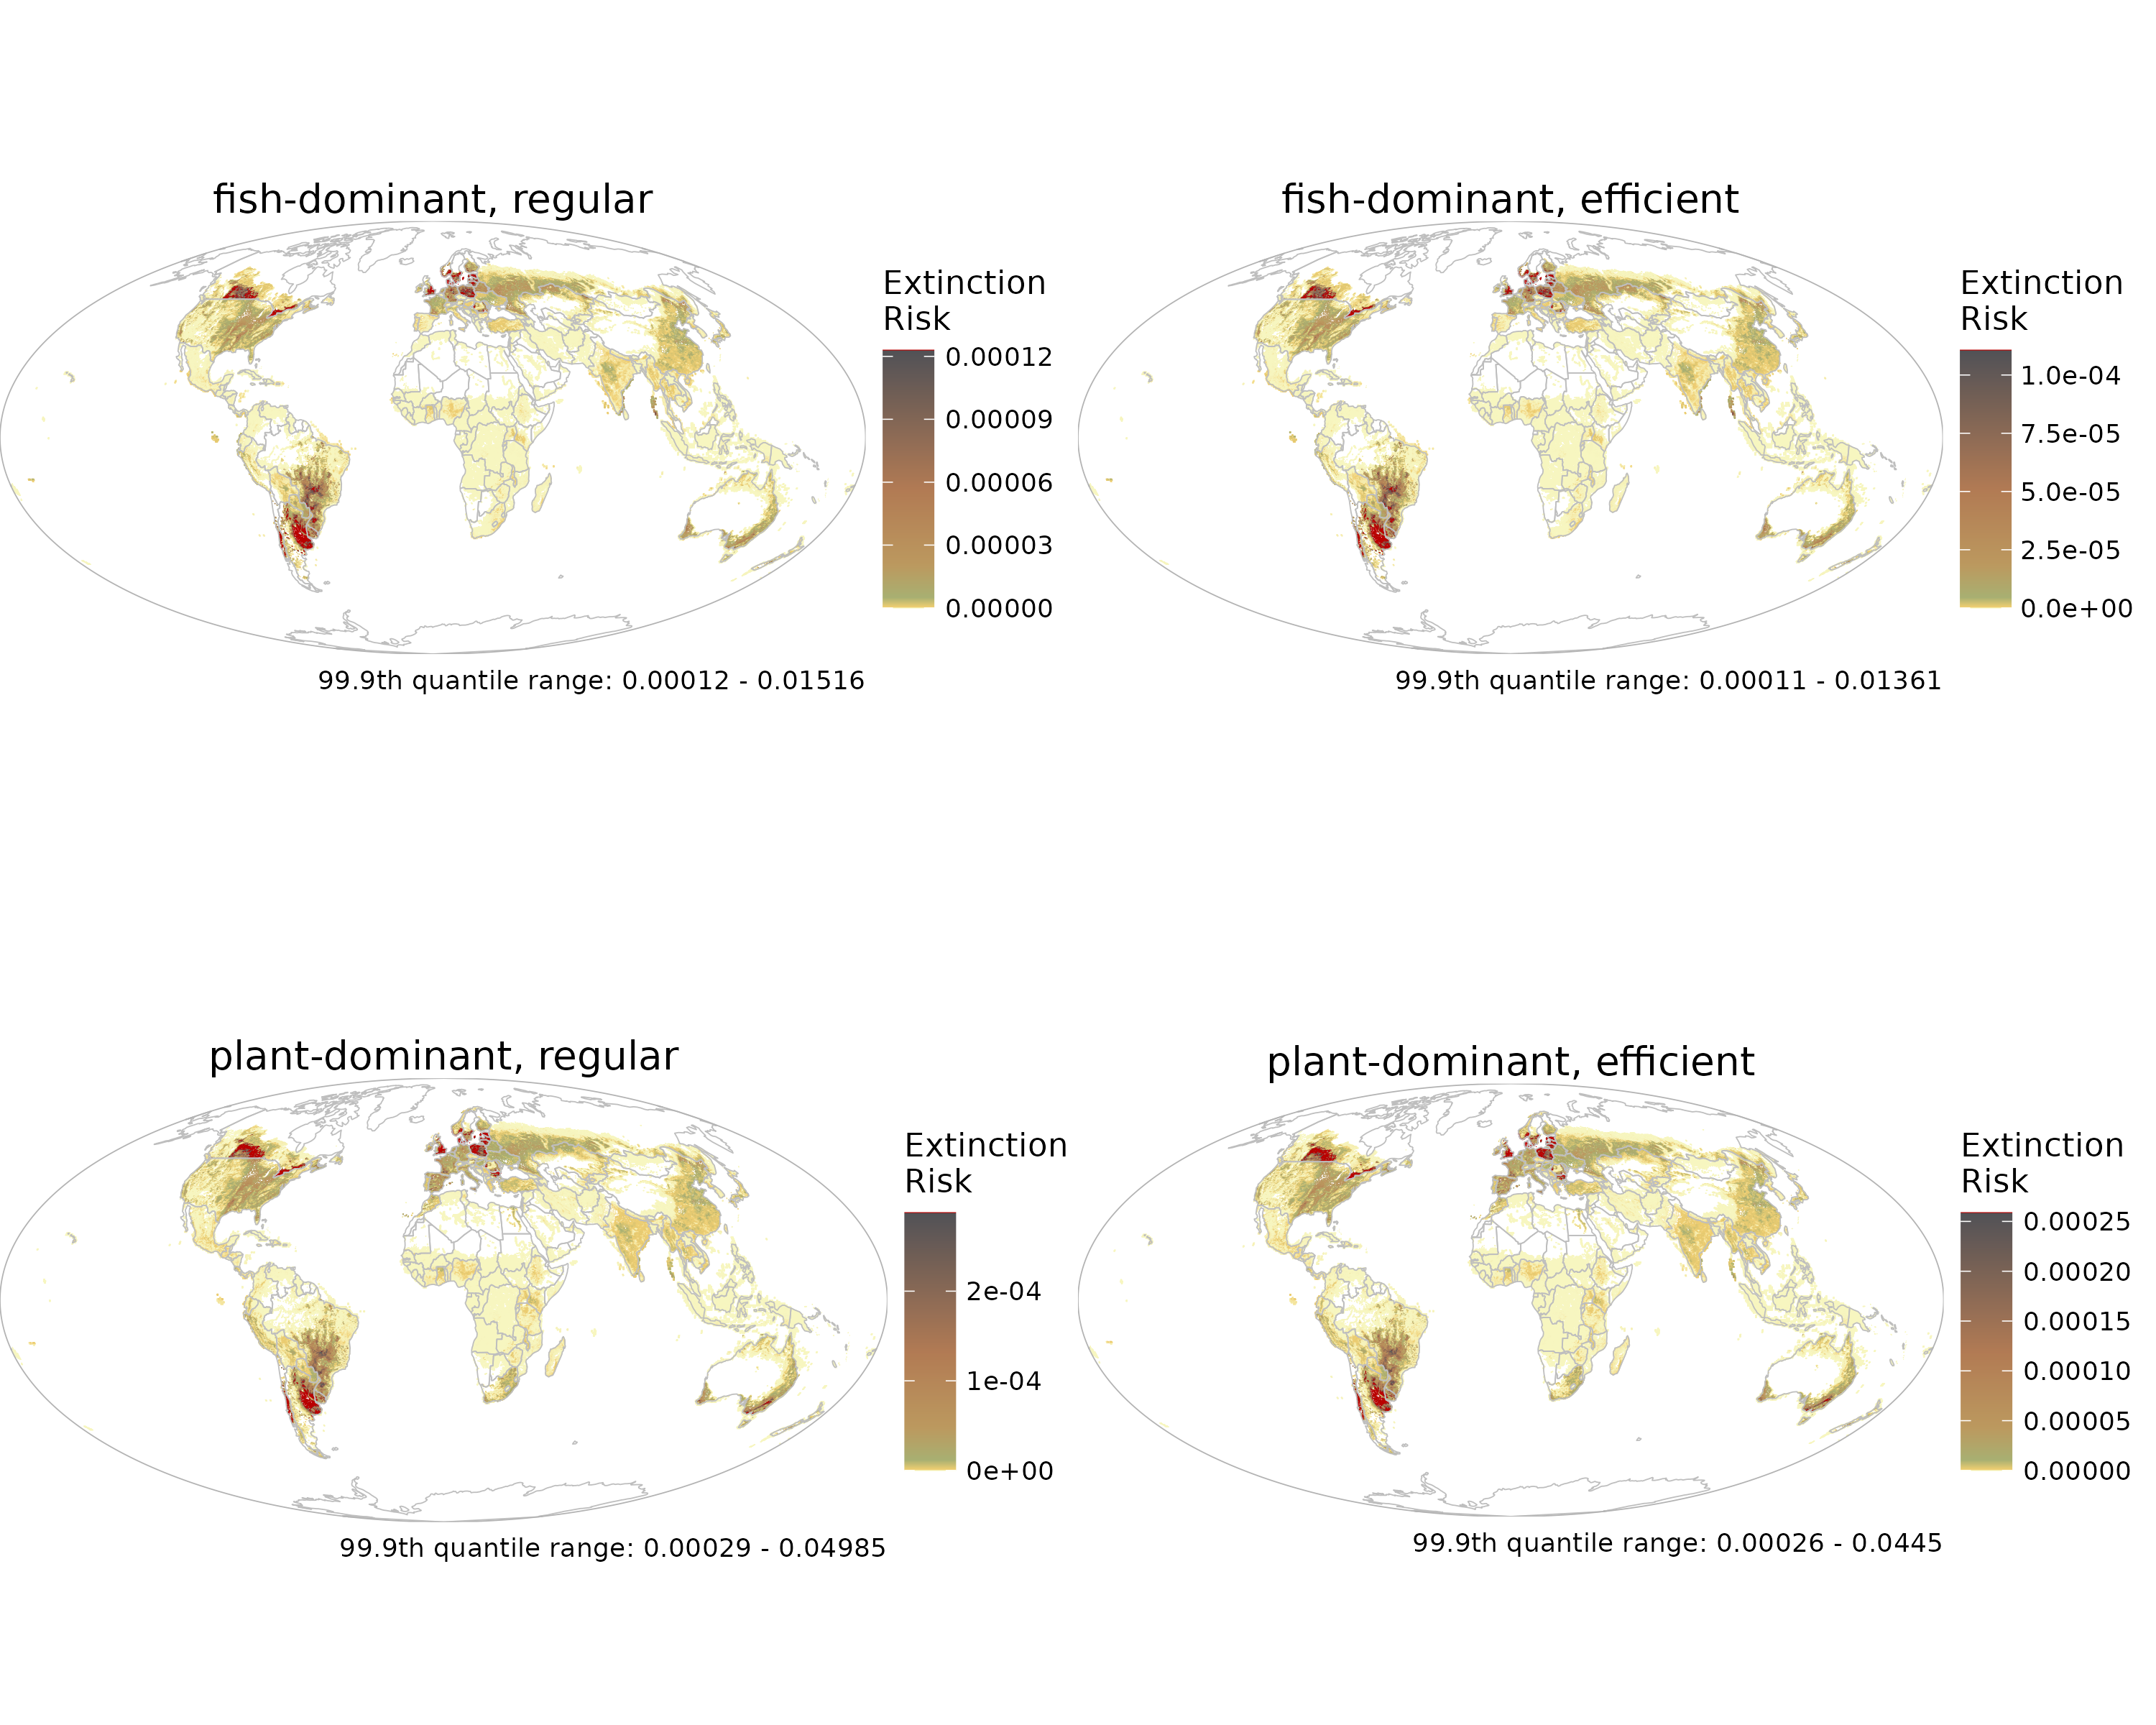 fish-dominant, regular
Extinction
Risk
0.00012
0.00009
0.00006
0.00003
0.00000
99.9th quantile range: 0.00012 - 0.01516
fish-dominant, efficient
Extinction
Risk
1.0e-04
7.5e-05
5.0e-05
2.5e-05
0.0e+00
99.9th quantile range: 0.00011 - 0.01361
plant-dominant, regular
Extinction
Risk
2e-04
1e-04
0e+00
99.9th quantile range: 0.00029 - 0.04985
plant-dominant, efficient
Extinction
Risk
0.00025
0.00020
0.00015
0.00010
0.00005
0.00000
99.9th quantile range: 0.00026 - 0.0445